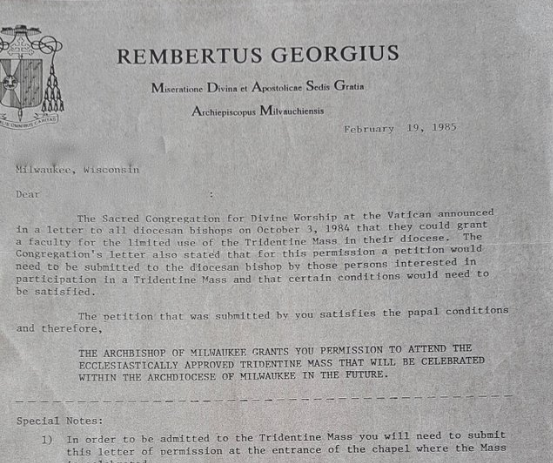 REMBERTUS GEORGIUS
Miseratione Divina et Apostolicae Sedis Gratia
Archiepiscopus Milvauchiensis
February 19, 1985
Milwaukee, Wisconsin
Dear :
The Sacred Congregation for Divine Worship at the Vatican announced
in a letter to all diocesan bishops on October 3, 1984 that they could grant
a faculty for the limited use of the Tridentine Mass in their diocese. The
Congregation's letter also stated that for this permission a petition would
need to be submitted to the diocesan bishop by those persons interested in
participation in a Tridentine Mass and that certain conditions would need to
be satisfied.
The petition that was submitted by you satisfies the papal conditions
and therefore,
THE ARCHBISHOP OF MILWAUKEE GRANTS YOU PERMISSION TO ATTEND THE
ECCLESIASTICALLY APPROVED TRIDENTINE MASS THAT WILL BE CELEBRATED
WITHIN THE ARCHDIOCESE OF MILWAUKEE IN THE FUTURE.
Special Notes:
1) In order to be admitted to the Tridentine Mass you will need to submit
this letter of permission at the entrance of the chapel where the Mass